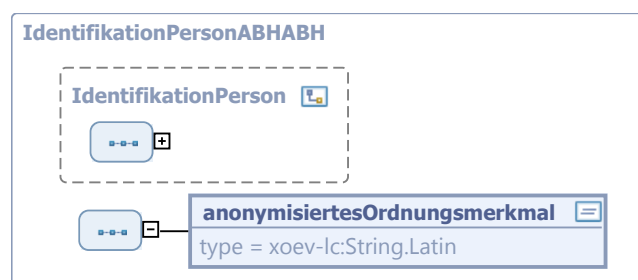 IdentifikationPersonABHABH
IdentifikationPerson
anonymisiertesOrdnungsmerkmal
type = xoev-lc:String.Latin